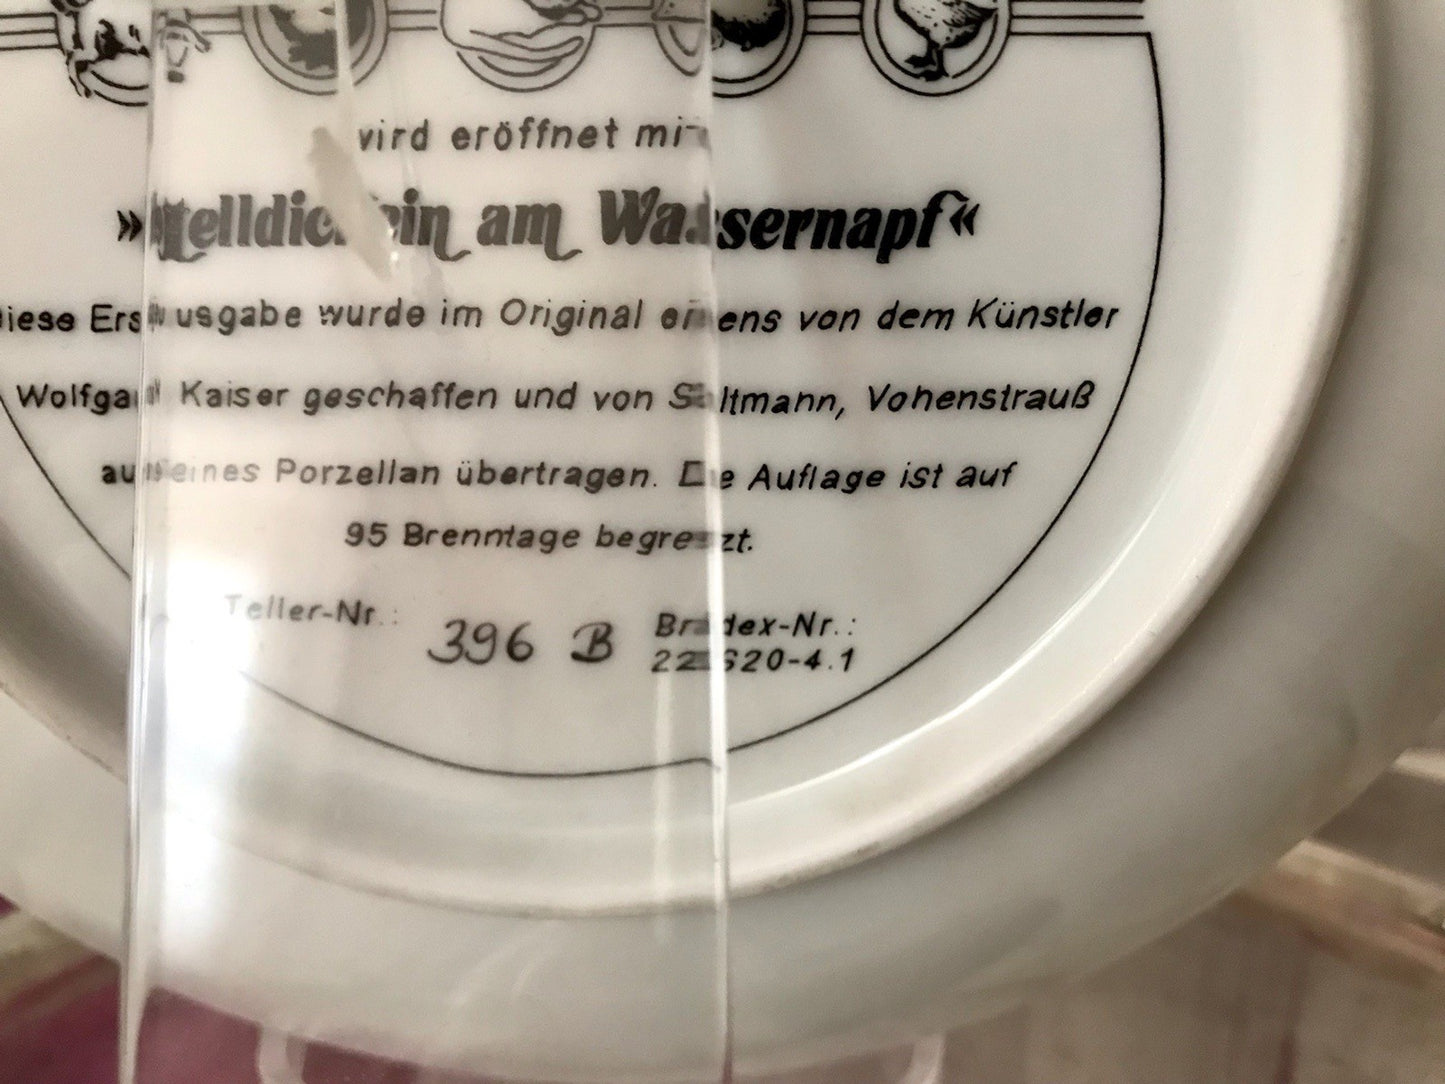 wird eröffnet mit
»Stelldichein am Wassernapf«
Diese Erstausgabe wurde im Original eigens von dem Künstler
Wolfgang Kaiser geschaffen und von Seltmann, Vohenstrauß
auf feines Porzellan übertragen. Die Auflage ist auf
95 Brenntage begrenzt.
Teller-Nr.: 396 B Bradex-Nr.:
22 620-4.1